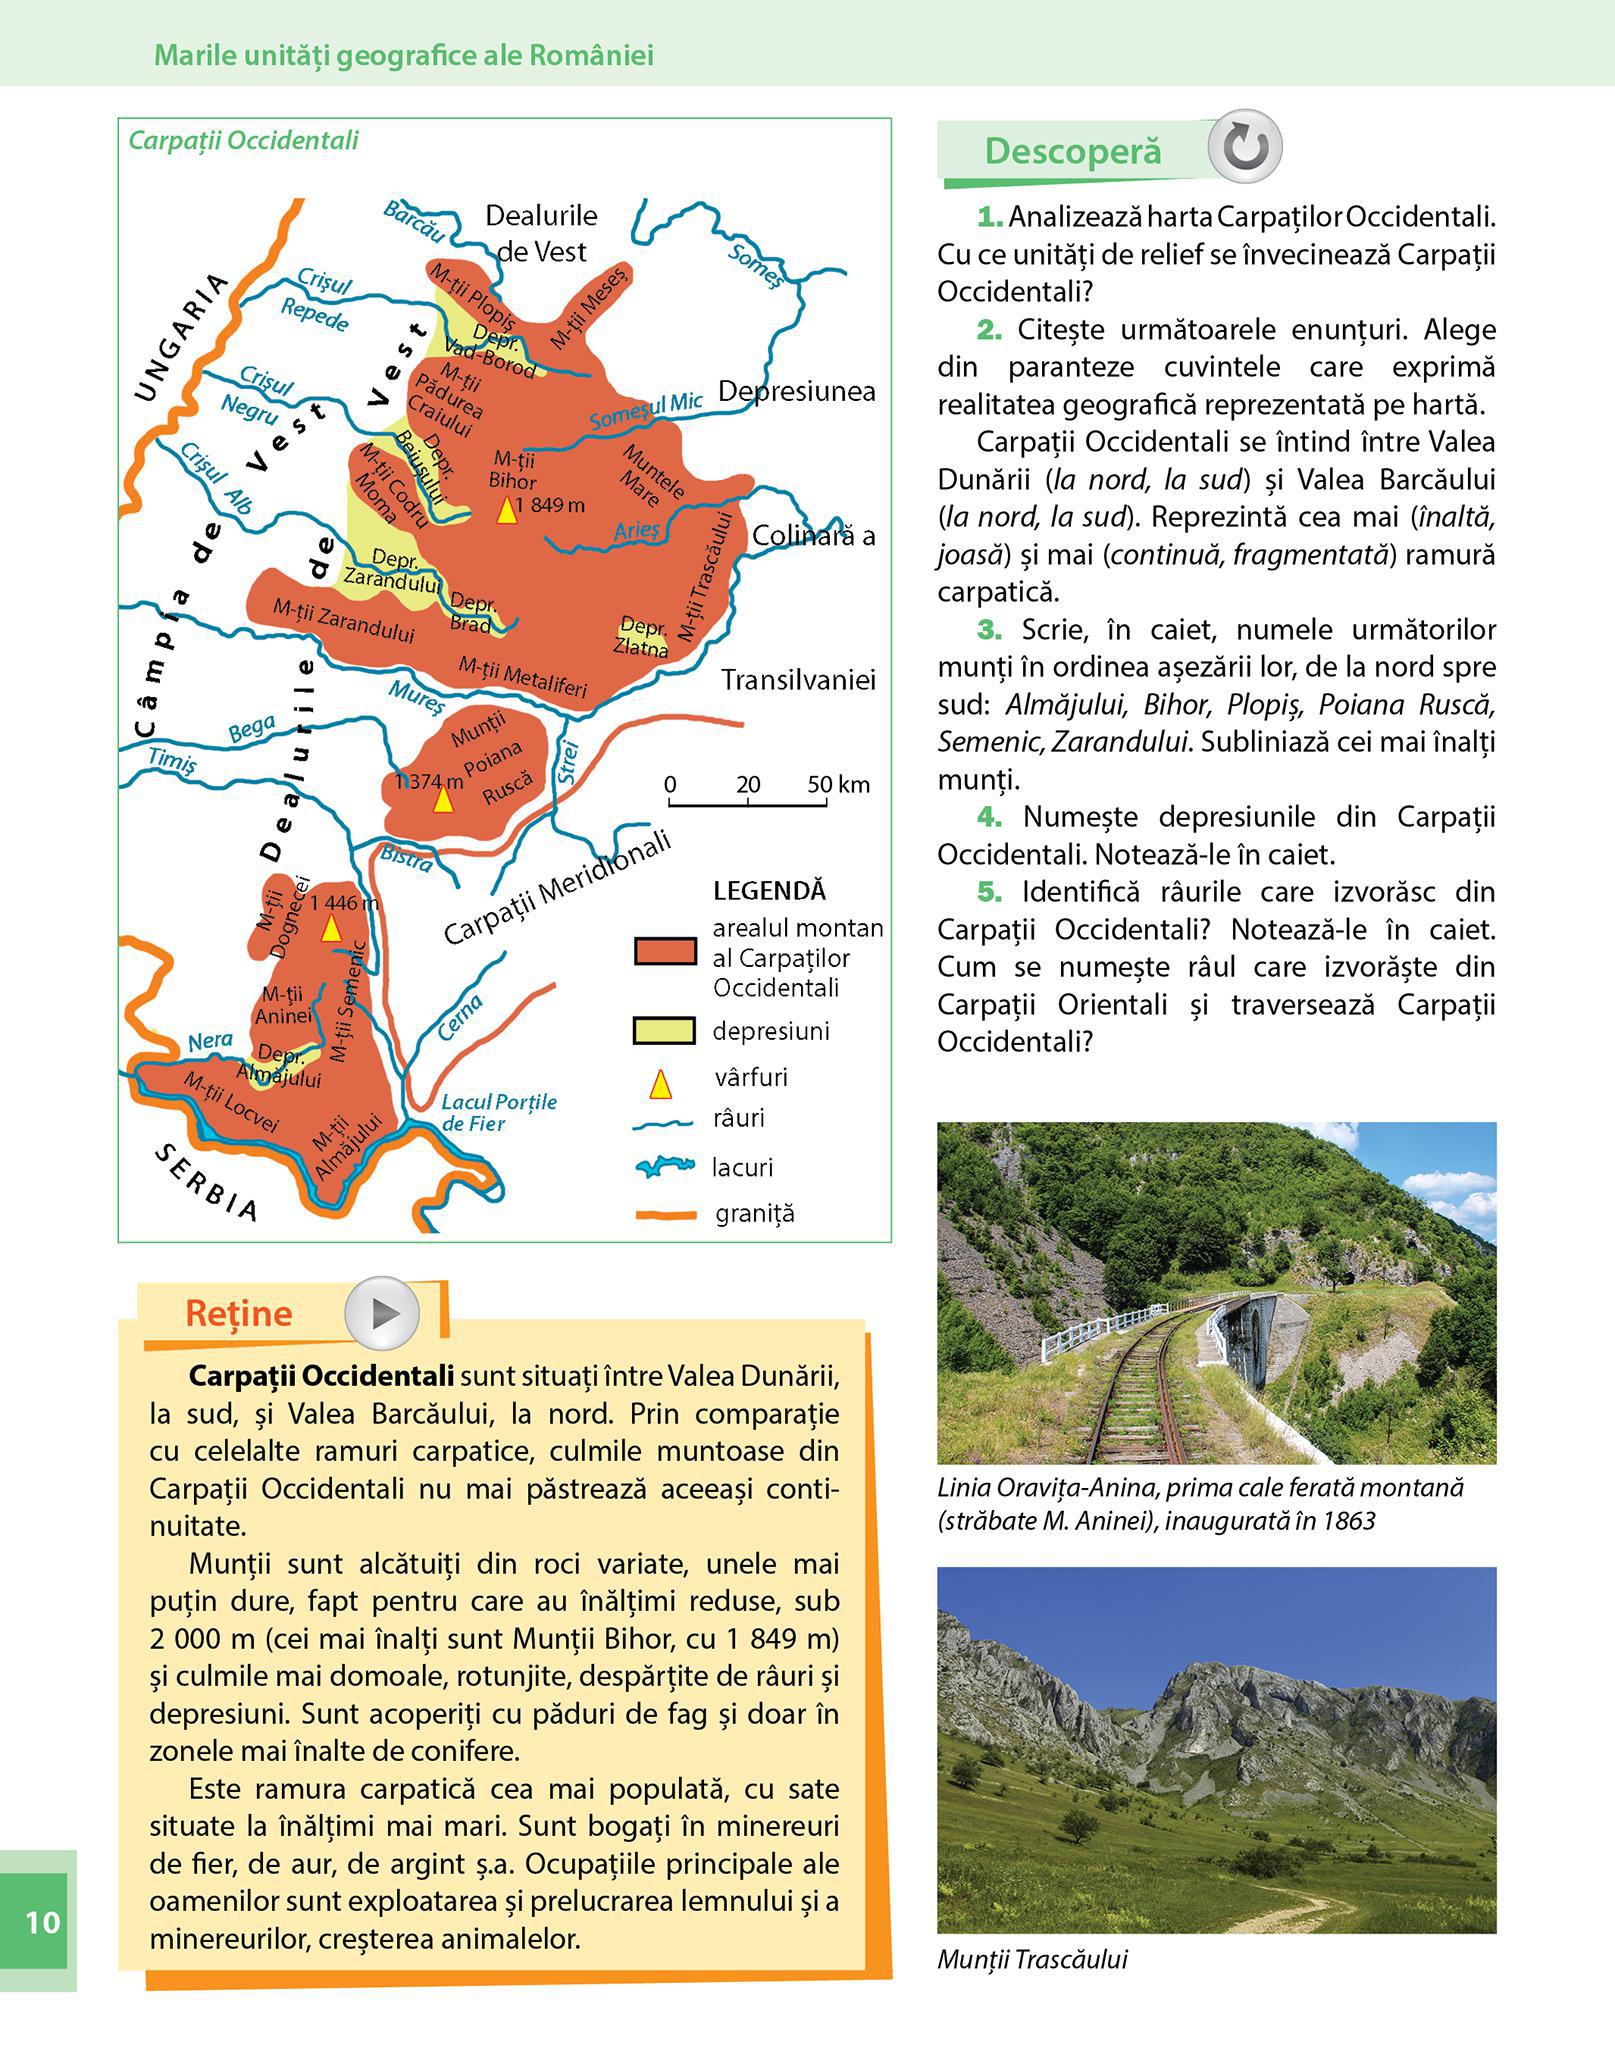 Marile unități geografice ale României
Carpații Occidentali
Barcău
Dealurile
de Vest
Someș
UNGARIA
Crișul
Repede
M-ții Plopiș
M-ții Meseș
Depr.
Vad-Borod
Crișul
Negru
M-ții
Pădurea
Craiului
Someșul Mic
Depresiunea
Crișul Alb
Depr.
Beiușului
M-ții Codru
Moma
M-ții
Bihor
1 849 m
Muntele
Mare
Arieș
Colinară a
Câmpia de Vest
Dealurile de Vest
Depr.
Zarandului
Depr.
Brad
M-ții Trascăului
Depr.
Zlatna
M-ții Zarandului
M-ții Metaliferi
Transilvaniei
Mureș
Bega
Timiș
Munții
Poiana
Ruscă
1 374 m
Strei
0 20 50 km
Bistra
Carpații Meridionali
M-ții
Dognecei
1 446 m
M-ții Semenic
M-ții
Aninei
Cerna
Nera
Depr.
Almăjului
M-ții Locvei
M-ții
Almăjului
Lacul Porțile
de Fier
SERBIA
LEGENDĂ
arealul montan
al Carpaților
Occidentali
depresiuni
vârfuri
râuri
lacuri
graniță
Reține
Carpații Occidentali sunt situați între Valea Dunării,
la sud, și Valea Barcăului, la nord. Prin comparație
cu celelalte ramuri carpatice, culmile muntoase din
Carpații Occidentali nu mai păstrează aceeași conti-
nuitate.
Munții sunt alcătuiți din roci variate, unele mai
puțin dure, fapt pentru care au înălțimi reduse, sub
2 000 m (cei mai înalți sunt Munții Bihor, cu 1 849 m)
și culmile mai domoale, rotunjite, despărțite de râuri și
depresiuni. Sunt acoperiți cu păduri de fag și doar în
zonele mai înalte de conifere.
Este ramura carpatică cea mai populată, cu sate
situate la înălțimi mai mari. Sunt bogați în minereuri
de fier, de aur, de argint ș.a. Ocupațiile principale ale
oamenilor sunt exploatarea și prelucrarea lemnului și a
minereurilor, creșterea animalelor.
10
Descoperă
1. Analizează harta Carpaților Occidentali.
Cu ce unități de relief se învecinează Carpații
Occidentali?
2. Citește următoarele enunțuri. Alege
din paranteze cuvintele care exprimă
realitatea geografică reprezentată pe hartă.
Carpații Occidentali se întind între Valea
Dunării (la nord, la sud) și Valea Barcăului
(la nord, la sud). Reprezintă cea mai (înaltă,
joasă) și mai (continuă, fragmentată) ramură
carpatică.
3. Scrie, în caiet, numele următorilor
munți în ordinea așezării lor, de la nord spre
sud: Almăjului, Bihor, Plopiș, Poiana Ruscă,
Semenic, Zarandului. Subliniază cei mai înalți
munți.
4. Numește depresiunile din Carpații
Occidentali. Notează-le în caiet.
5. Identifică râurile care izvorăsc din
Carpații Occidentali? Notează-le în caiet.
Cum se numește râul care izvorăște din
Carpații Orientali și traversează Carpații
Occidentali?
Linia Oravița-Anina, prima cale ferată montană
(străbate M. Aninei), inaugurată în 1863
Munții Trascăului